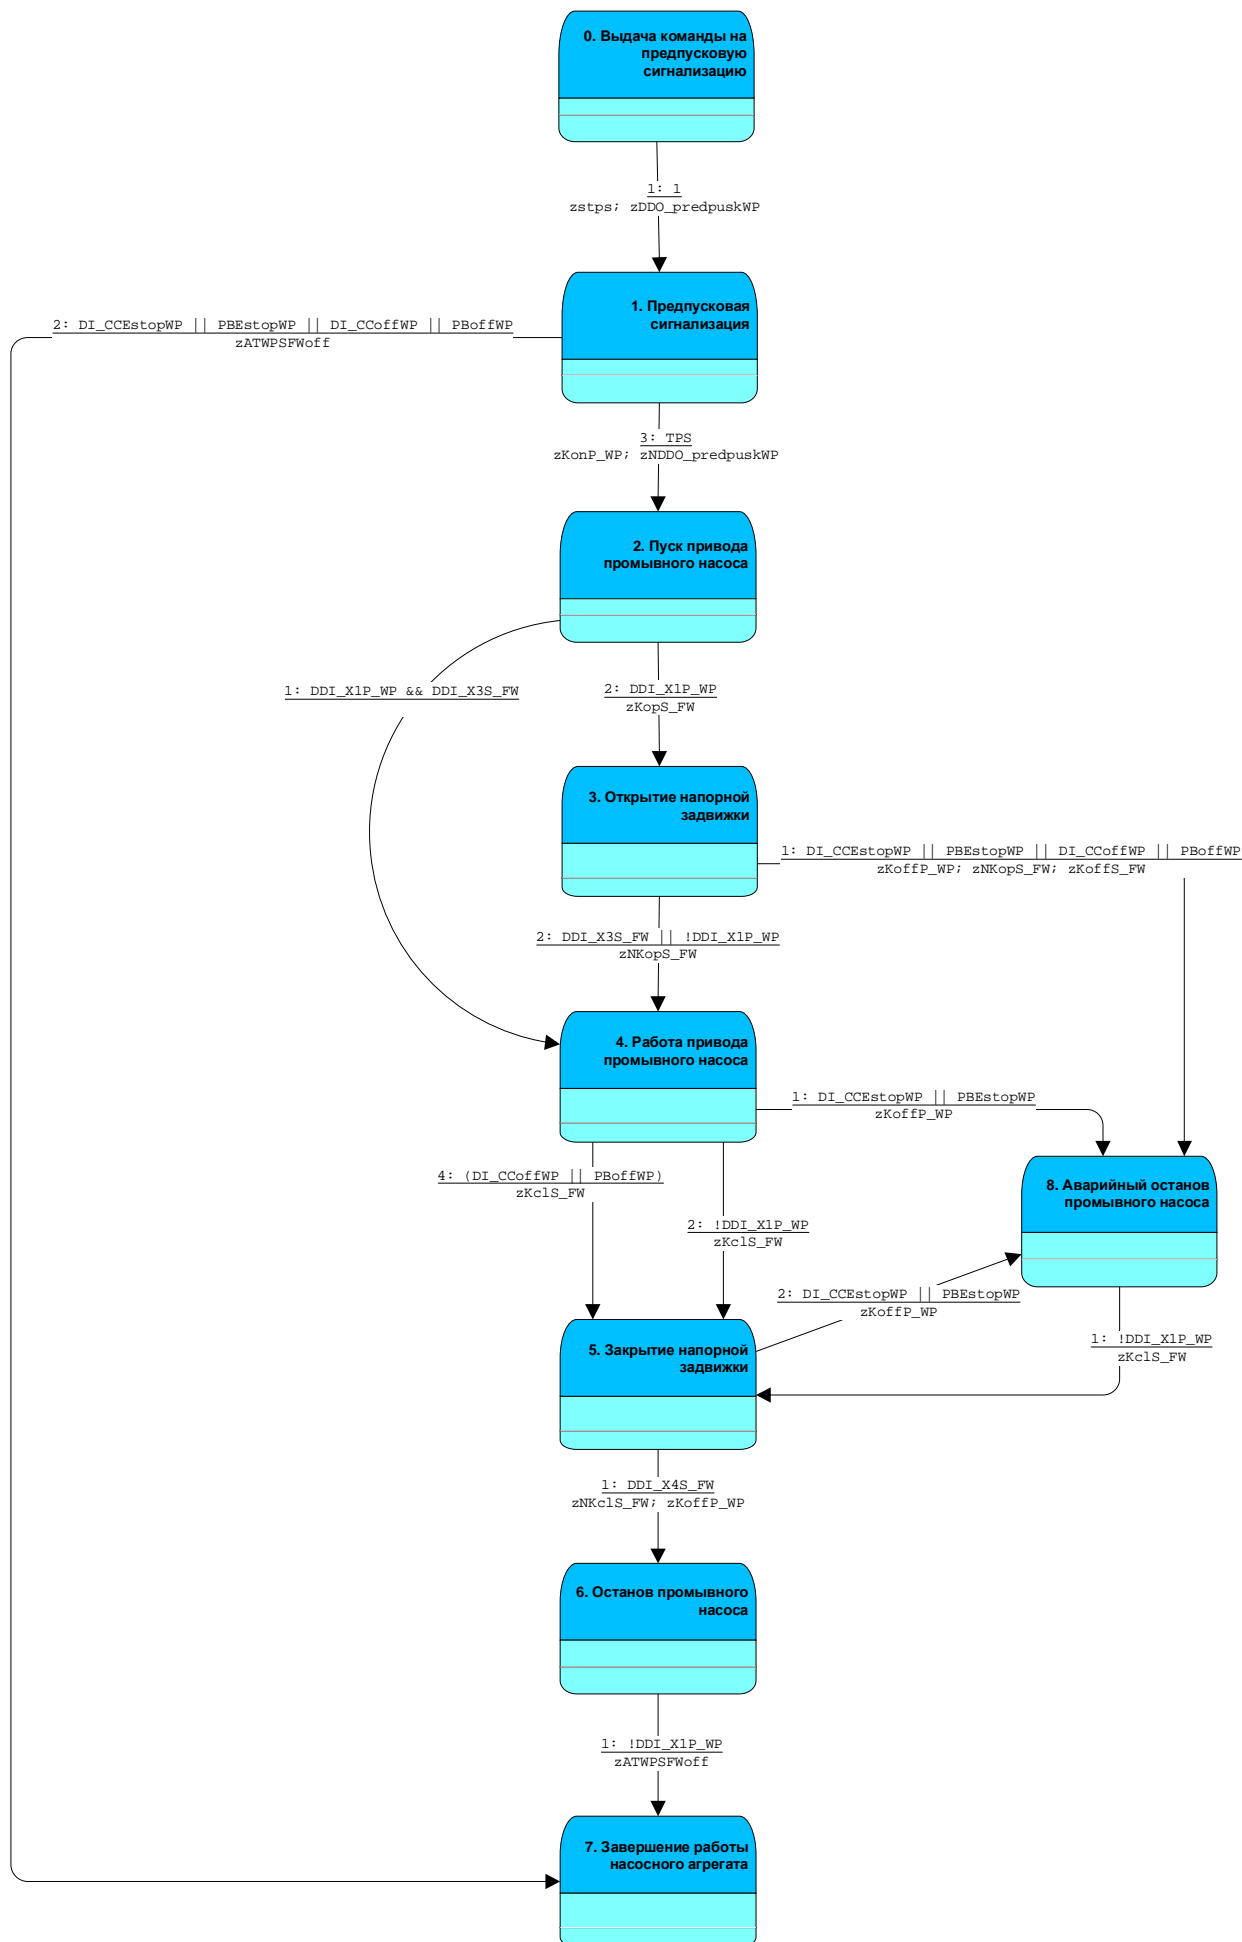 0. Выдача команды на
предпусковую
сигнализацию
1: 1
zstps; zDDO_predpuskWP
1. Предпусковая
сигнализация
2: DI_CCEstopWP || PBEstopWP || DI_CCoffWP || PBoffWP
zATWPSFWoff
3: TPS
zKonP_WP; zNDDO_predpuskWP
2. Пуск привода
промывного насоса
1: DDI_X1P_WP && DDI_X3S_FW
2: DDI_X1P_WP
zKopS_FW
3. Открытие напорной
задвижки
1: DI_CCEstopWP || PBEstopWP || DI_CCoffWP || PBoffWP
zKoffP_WP; zNKopS_FW; zKoffS_FW
2: DDI_X3S_FW || !DDI_X1P_WP
zNKopS_FW
4. Работа привода
промывного насоса
1: DI_CCEstopWP || PBEstopWP
zKoffP_WP
4: (DI_CCoffWP || PBoffWP)
zKclS_FW
8. Аварийный останов
промывного насоса
2: !DDI_X1P_WP
zKclS_FW
2: DI_CCEstopWP || PBEstopWP
zKoffP_WP
1: !DDI_X1P_WP
zKclS_FW
5. Закрытие напорной
задвижки
1: DDI_X4S_FW
zNKclS_FW; zKoffP_WP
6. Останов промывного
насоса
1: !DDI_X1P_WP
zATWPSFWoff
7. Завершение работы
насосного агрегата